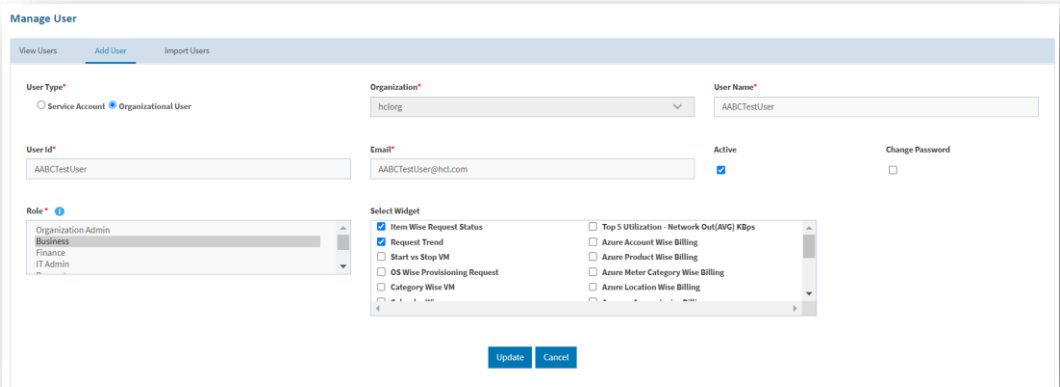 Manage User
View Users Add User Import Users
User Type* Organization* User Name*
Service Account Organizational User hclorg AABCTestUser
User Id* Email* Active Change Password
AABCTestUser AABCTestUser@hcl.com
Role* i Select Widget
Organization Admin Item Wise Request Status Top 5 Utilization - Network Out(AVG) KBps
Business Request Trend Azure Account Wise Billing
Finance Start vs Stop VM Azure Product Wise Billing
IT Admin OS Wise Provisioning Request Azure Meter Category Wise Billing
Category Wise VM Azure Location Wise Billing
Update Cancel